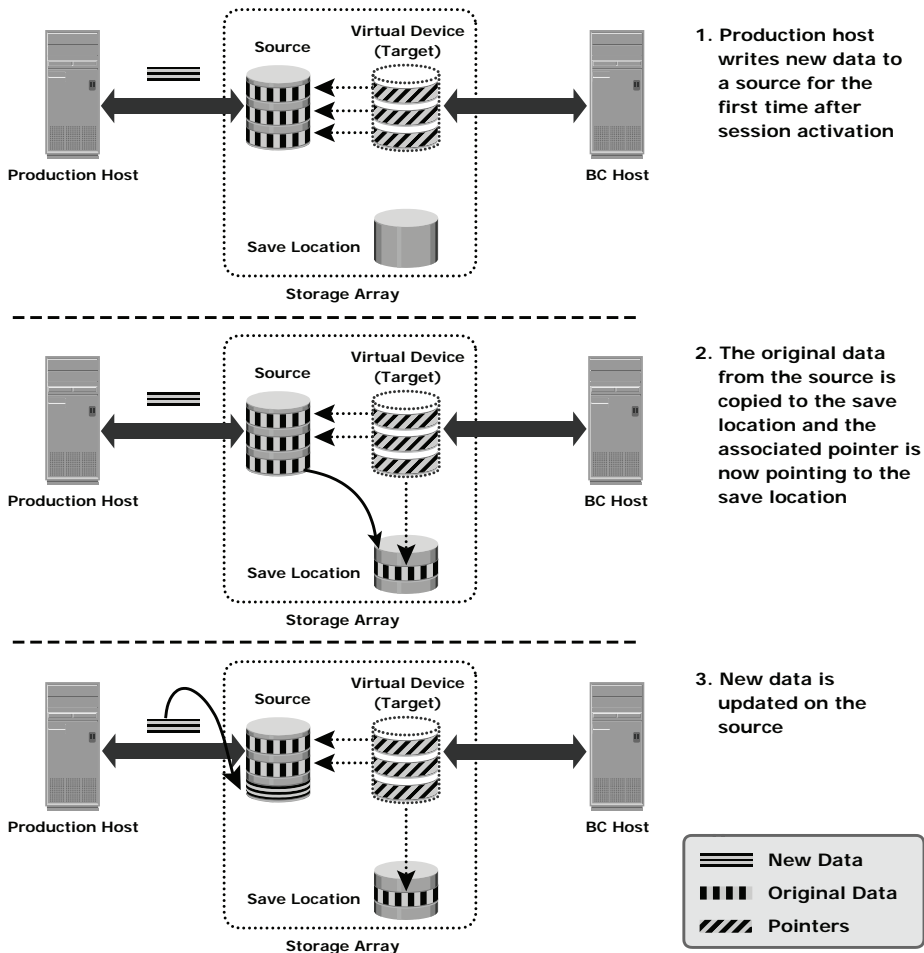 Source
Virtual Device
(Target)
Production Host
BC Host
Save Location
Storage Array
1. Production host
writes new data to
a source for the
first time after
session activation
Source
Virtual Device
(Target)
Production Host
BC Host
Save Location
Storage Array
2. The original data
from the source is
copied to the save
location and the
associated pointer is
now pointing to the
save location
Source
Virtual Device
(Target)
Production Host
BC Host
Save Location
Storage Array
3. New data is
updated on the
source
New Data
Original Data
Pointers